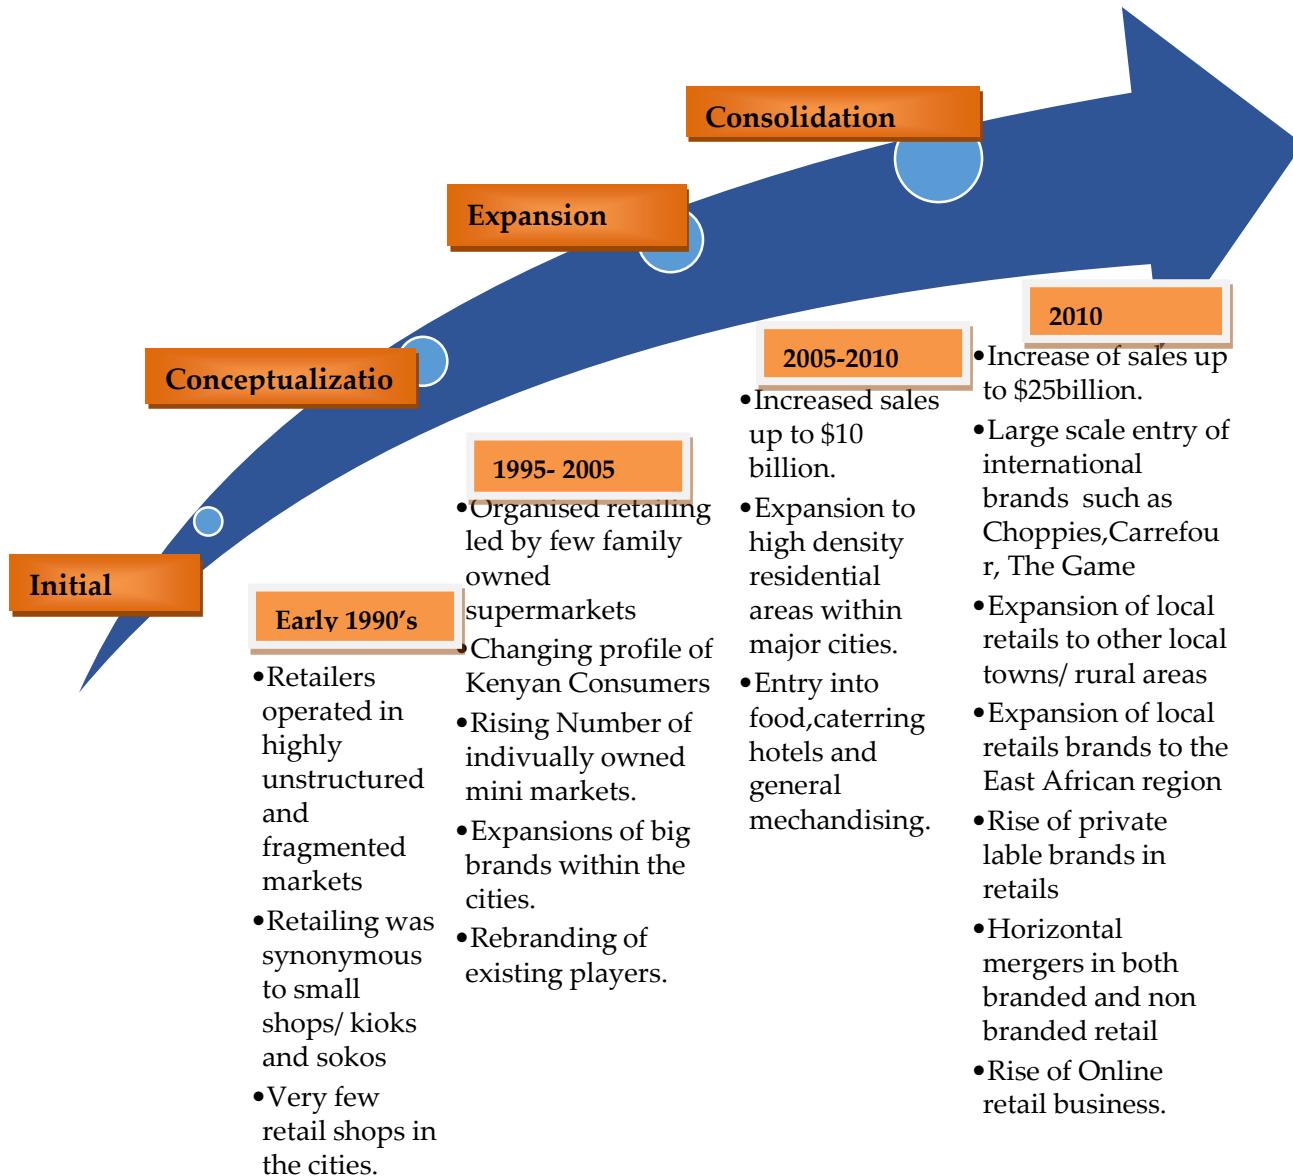 Consolidation
Expansion
Conceptualizatio
Initial
Early 1990's
•Retailers
operated in
highly
unstructured
and
fragmented
markets
•Retailing was
synonymous
to small
shops/ kioks
and sokos
•Very few
retail shops in
the cities.
1995- 2005
•Organised retailing
led by few family
owned
supermarkets
•Changing profile of
Kenyan Consumers
•Rising Number of
indivually owned
mini markets.
•Expansions of big
brands within the
cities.
•Rebranding of
existing players.
2005-2010
•Increased sales
up to $10
billion.
•Expansion to
high density
residential
areas within
major cities.
•Entry into
food,caterring
hotels and
general
mechandising.
2010
•Increase of sales up
to $25billion.
•Large scale entry of
international
brands  such as
Choppies,Carrefou
r, The Game
•Expansion of local
retails to other local
towns/ rural areas
•Expansion of local
retails brands to the
East African region
•Rise of private
lable brands in
retails
•Horizontal
mergers in both
branded and non
branded retail
•Rise of Online
retail business.